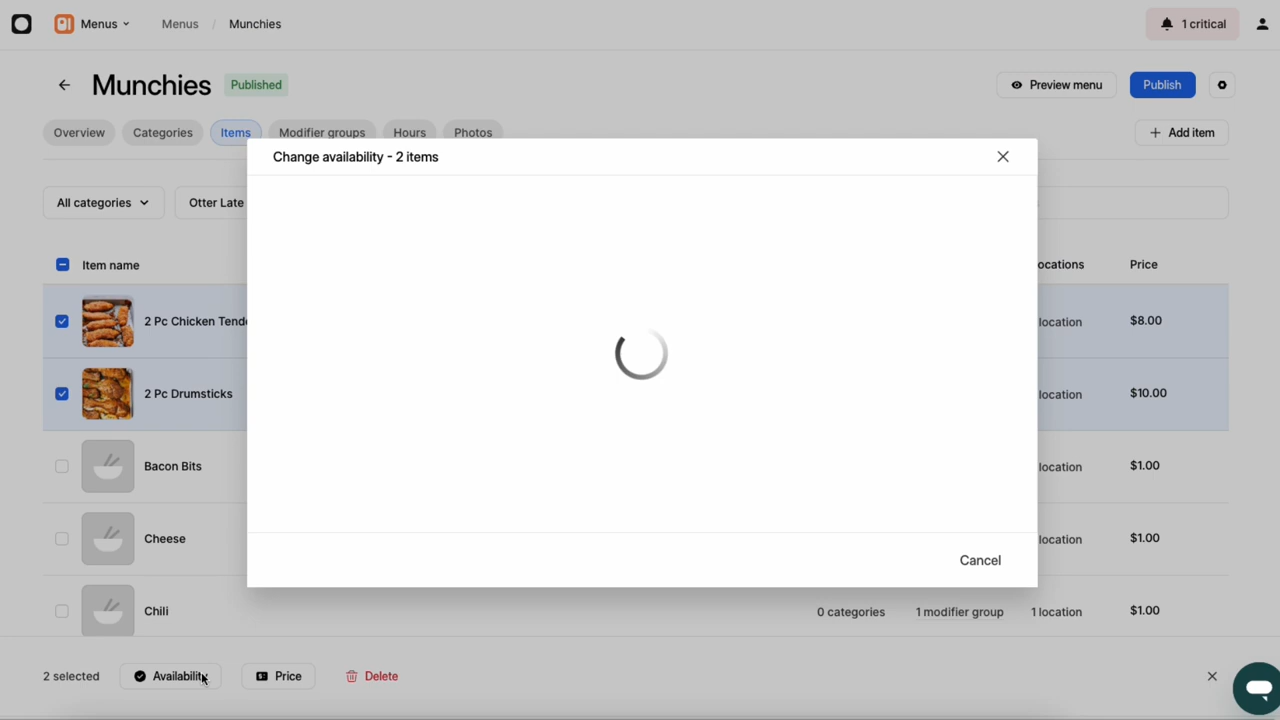 Menus Menus / Munchies 1 critical
Munchies Published Preview menu Publish
Overview Categories Items Modifier groups Hours Photos Add item
Change availability - 2 items
All categories Otter Late
Item name ocations Price
2 Pc Chicken Tende location $8.00
2 Pc Drumsticks location $10.00
Bacon Bits location $1.00
Cheese location $1.00
Cancel
Chili 0 categories 1 modifier group 1 location $1.00
2 selected Availability Price Delete